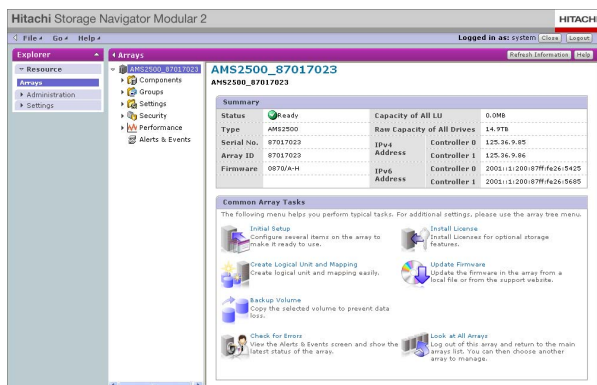 Hitachi Storage Navigator Modular 2
HITACHI
File Go Help
Logged in as: system Close Logout
Explorer
Arrays
Refresh Information Help
Resource
Arrays
Administration
Settings
AMS2500_87017023
Components
Groups
Settings
Security
Performance
Alerts & Events
AMS2500_87017023
AMS2500_87017023
Summary
Status Ready Capacity of All LU 0.0MB
Type AMS2500 Raw Capacity of All Drives 14.9TB
Serial No. 87017023 IPv4 Address Controller 0 125.36.9.85
Array ID 87017023 Controller 1 125.36.9.86
Firmware 0870/A-H IPv6 Address Controller 0 2001::1:200:87ff:fe26:5425
Controller 1 2001::1:200:87ff:fe26:5685
Common Array Tasks
The following menu helps you perform typical tasks. For additional settings, please use the array tree menu.
Initial Setup
Configure several items on the array to
make it ready to use.
Install License
Install Licenses for optional storage
features.
Create Logical Unit and Mapping
Create logical unit and mapping easily.
Update Firmware
Update the firmware in the array from a
local file or from the support website.
Backup Volume
Copy the selected volume to prevent data
loss.
Check for Errors
View the Alerts & Events screen and show the
latest status of the array.
Look at All Arrays
Log out of this array and return to the main
arrays list. You can then choose another
array to manage.